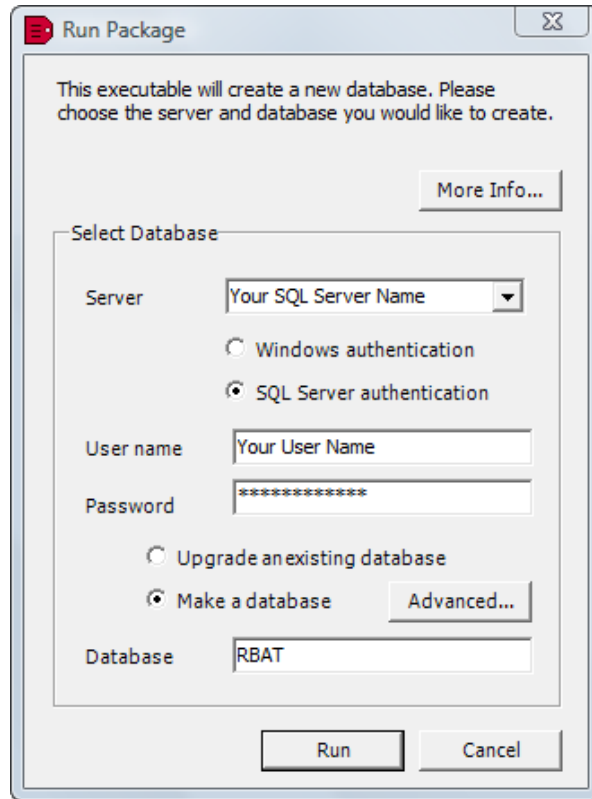 Run Package
This executable will create a new database. Please
choose the server and database you would like to create.
More Info...
Select Database
Server Your SQL Server Name
Windows authentication
SQL Server authentication
User name Your User Name
Password ************
Upgrade an existing database
Make a database Advanced...
Database RBAT
Run Cancel